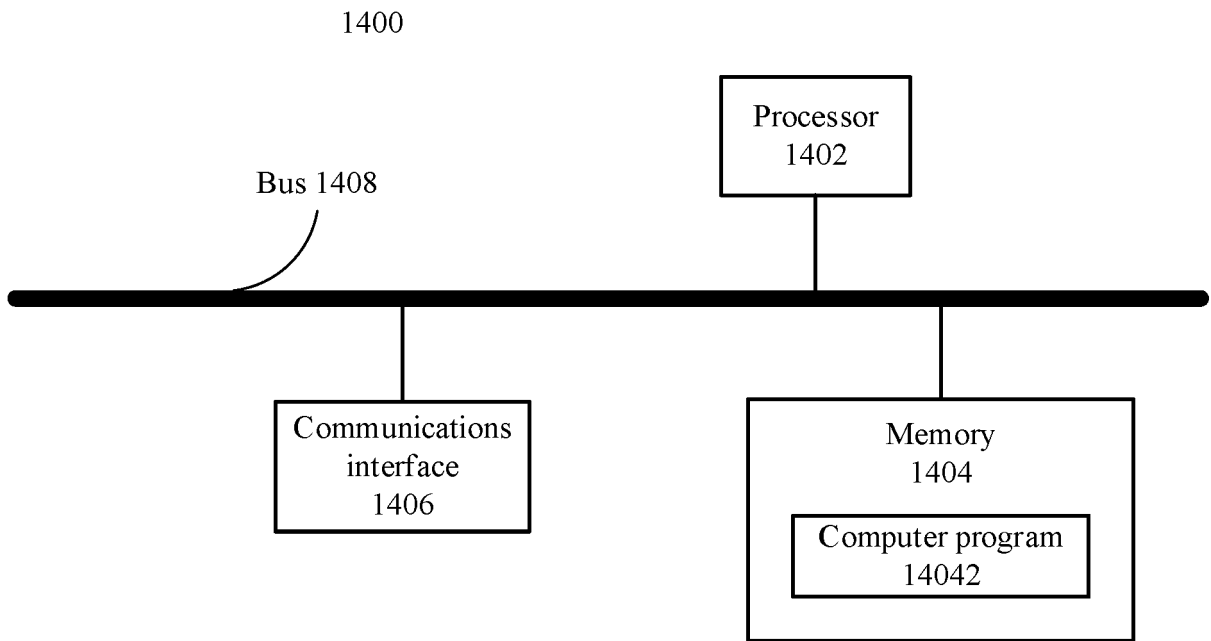 1400
Processor
1402
Bus 1408
Communications
interface
1406
Memory
1404
Computer program
14042